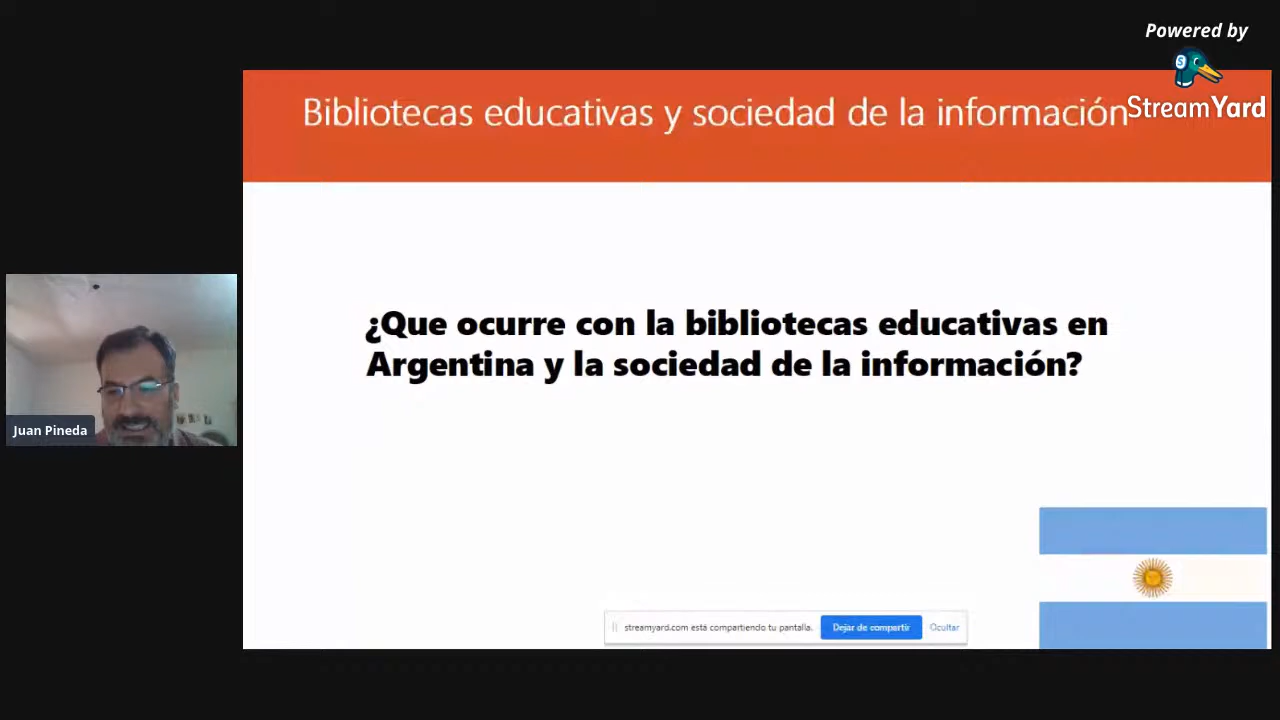 Powered by
StreamYard
Bibliotecas educativas y sociedad de la información
¿Que ocurre con la bibliotecas educativas en
Argentina y la sociedad de la información?
Juan Pineda
streamyard.com está compartiendo tu pantalla.
Dejar de compartir
Ocultar